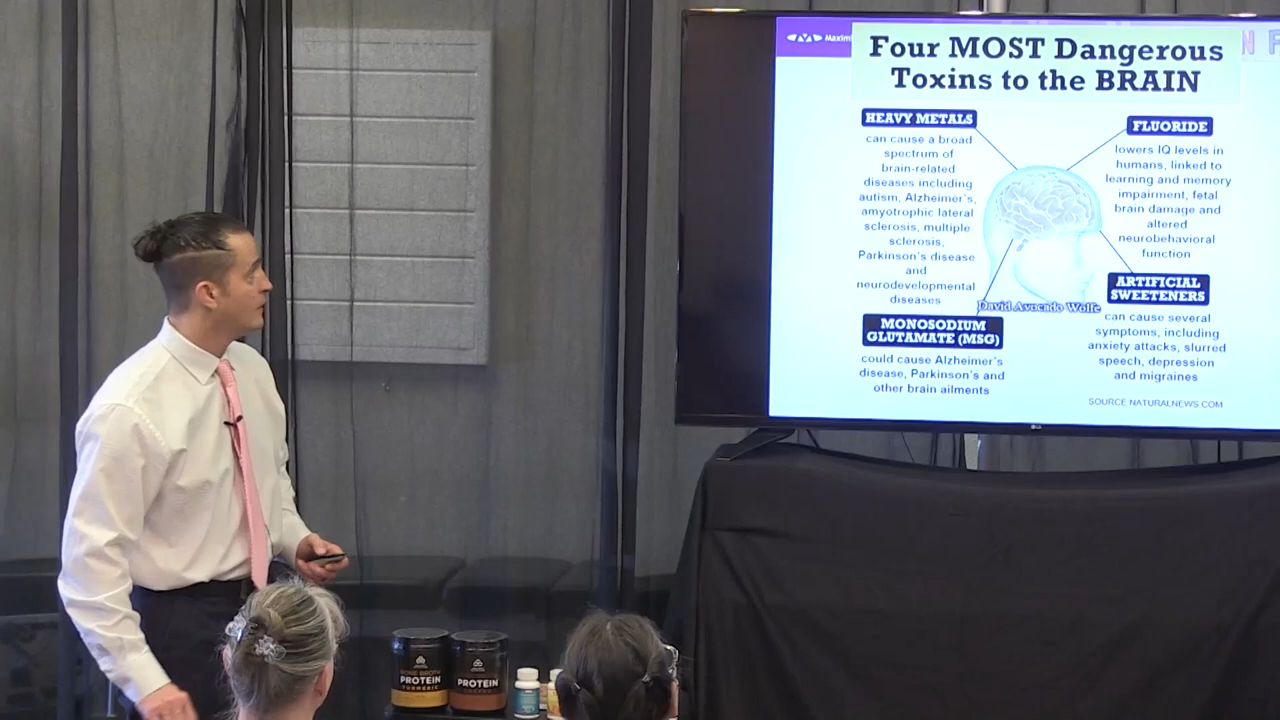 Four MOST Dangerous
Toxins to the BRAIN
HEAVY METALS
can cause a broad
spectrum of
brain-related
diseases including
autism, Alzheimer's,
amyotrophic lateral
sclerosis, multiple
sclerosis,
Parkinson's disease
and
neurodevelopmental
diseases
MONOSODIUM
GLUTAMATE (MSG)
could cause Alzheimer's
disease, Parkinson's and
other brain ailments
FLUORIDE
lowers IQ levels in
humans, linked to
learning and memory
impairment, fetal
brain damage and
altered
neurobehavioral
function
ARTIFICIAL
SWEETENERS
can cause several
symptoms, including
anxiety attacks, slurred
speech, depression
and migraines
David Avocado Wolfe
SOURCE NATURALNEWS.COM
LG
BONE BROTH
PROTEIN
TURMERIC
PROTEIN